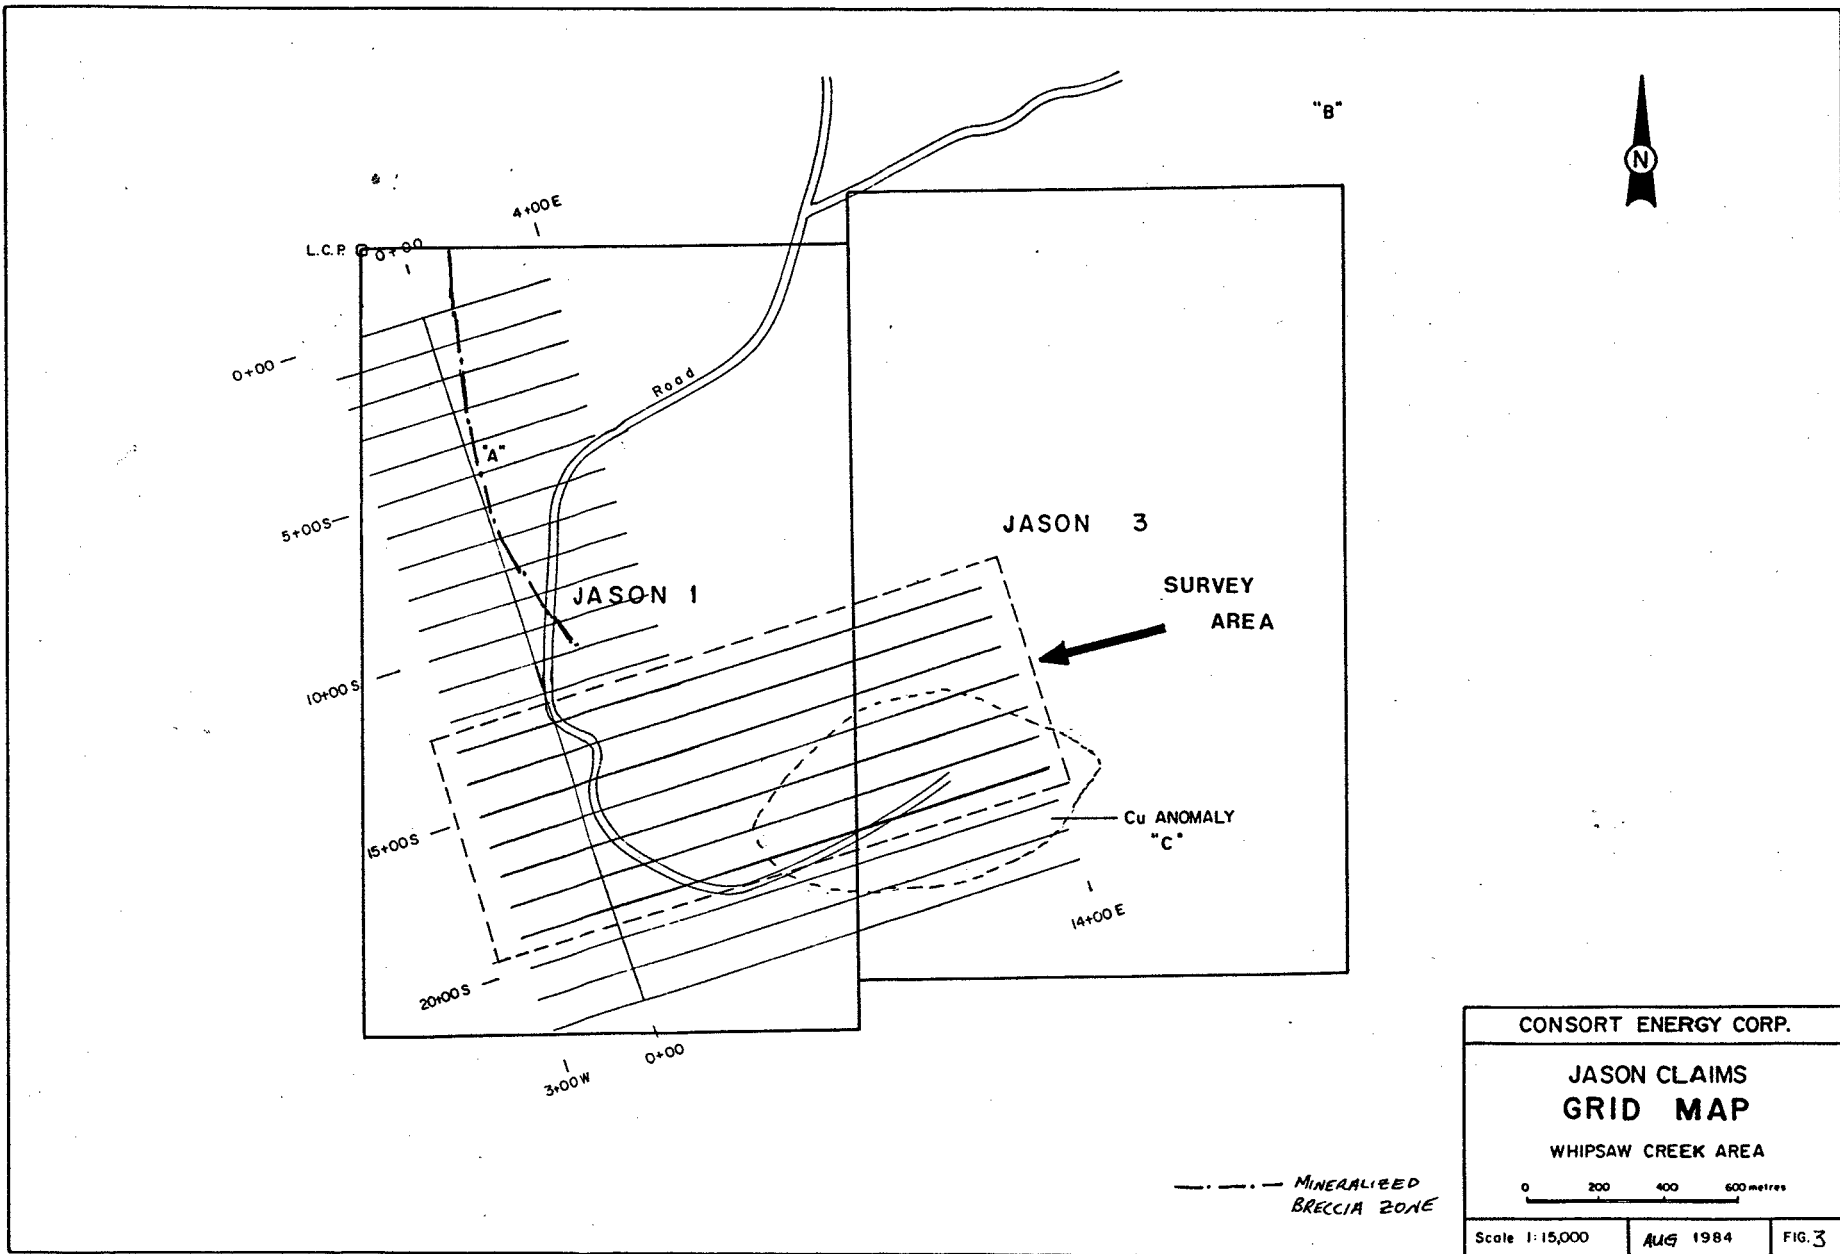 "B"
N
4+00E
L.C.P. 0+00
0+00
Road
"A"
5+00S
JASON 3
SURVEY
AREA
JASON 1
10+00S
Cu ANOMALY
"C"
15+00S
14+00E
20+00S
0+00
3+00W
MINERALIZED
BRECCIA ZONE
CONSORT ENERGY CORP.
JASON CLAIMS
GRID MAP
WHIPSAW CREEK AREA
0 200 400 600 metres
Scale 1:15,000 AUG 1984 FIG. 3